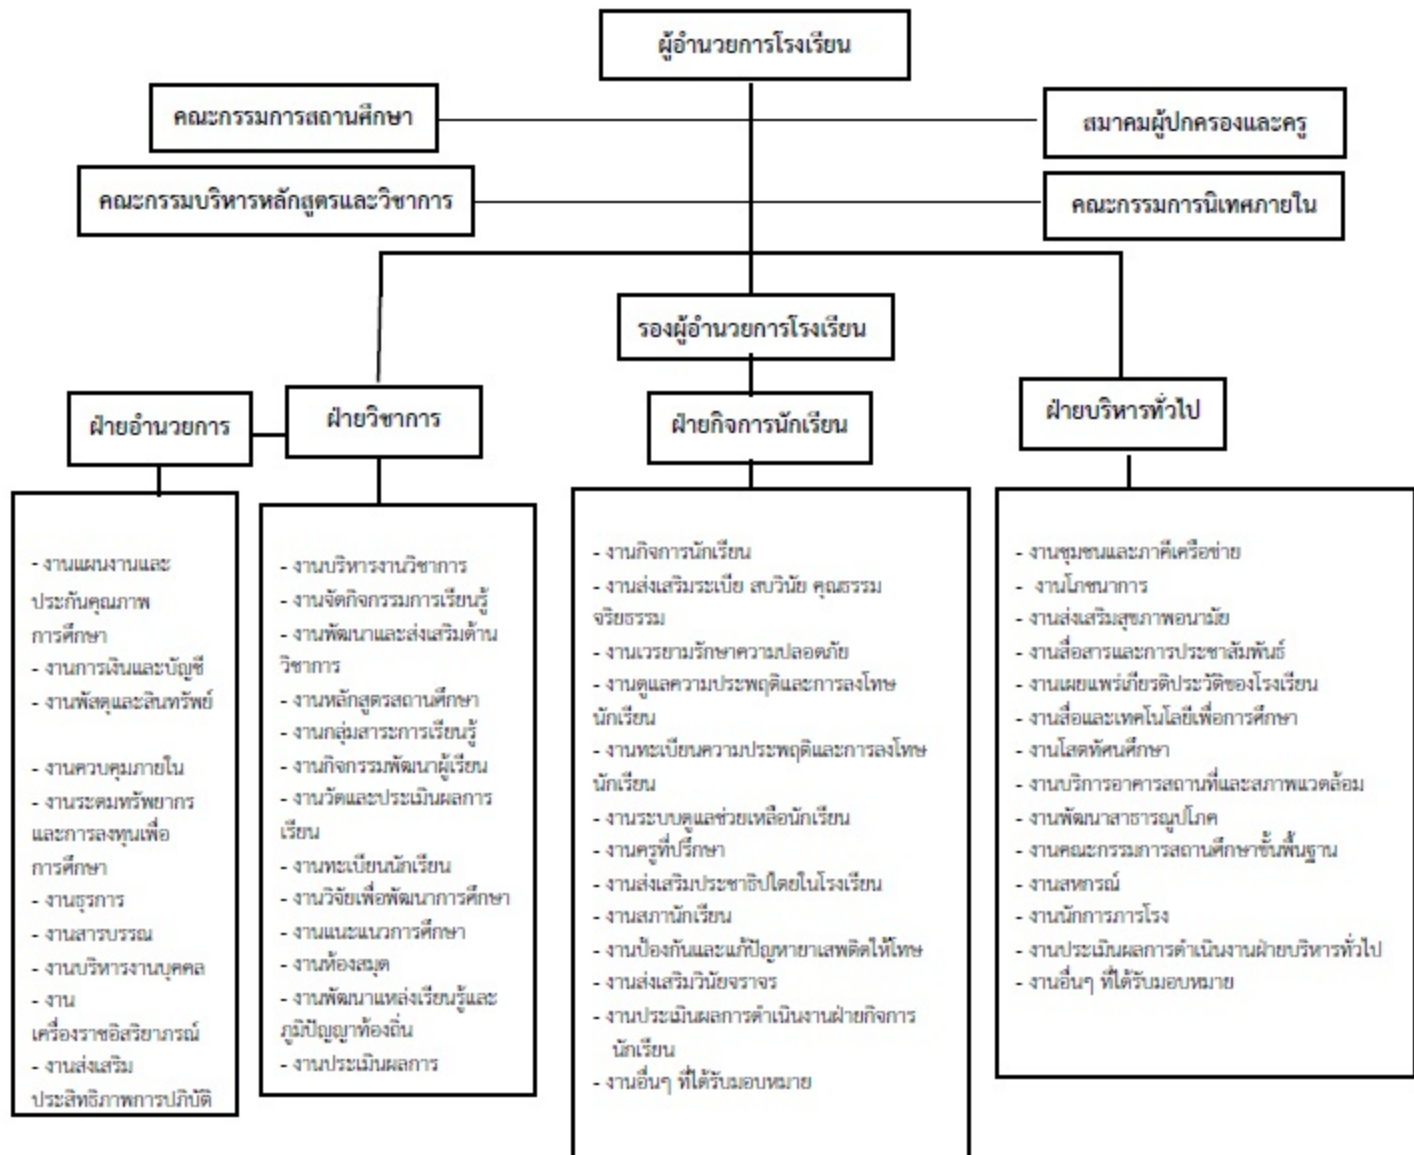 ผู้อำนวยการโรงเรียน
คณะกรรมการสถานศึกษา
สมาคมผู้ปกครองและครู
คณะกรรมบริหารหลักสูตรและวิชาการ
คณะกรรมการนิเทศภายใน
รองผู้อำนวยการโรงเรียน
ฝ่ายอำนวยการ
ฝ่ายวิชาการ
ฝ่ายกิจการนักเรียน
ฝ่ายบริหารทั่วไป
- งานแผนงานและ
ประกันคุณภาพ
การศึกษา
- งานการเงินและบัญชี
- งานพัสดุและสินทรัพย์
- งานควบคุมภายใน
- งานระดมทรัพยากร
และการลงทุนเพื่อ
การศึกษา
- งานธุรการ
- งานสารบรรณ
- งานบริหารงานบุคคล
- งาน
เครื่องราชอิสริยาภรณ์
- งานส่งเสริม
ประสิทธิภาพการปภิบัติ
- งานบริหารงานวิชาการ
- งานจัดกิจกรรมการเรียนรู้
- งานพัฒนาและส่งเสริมด้าน
วิชาการ
- งานหลักสูตรสถานศึกษา
- งานกลุ่มสาระการเรียนรู้
- งานกิจกรรมพัฒนาผู้เรียน
- งานวัดและประเมินผลการ
เรียน
- งานทะเบียนนักเรียน
- งานวิจัยเพื่อพัฒนาการศึกษา
- งานแนะแนวการศึกษา
- งานห้องสมุด
- งานพัฒนาแหล่งเรียนรู้และ
ภูมิปัญญาท้องถิ่น
- งานประเมินผลการ
- งานกิจการนักเรียน
- งานส่งเสริมระเบีย สบวินัย คุณธรรม
จริยธรรม
- งานเวรยามรักษาความปลอดภัย
- งานดูแลความประพฤติและการลงโทษ
นักเรียน
- งานทะเบียนความประพฤติและการลงโทษ
นักเรียน
- งานระบบดูแลช่วยเหลือนักเรียน
- งานครูที่ปรึกษา
- งานส่งเสริมประชาธิปไตยในโรงเรียน
- งานสภานักเรียน
- งานป้องกันและแก้ปัญหายาเสพติดให้โทษ
- งานส่งเสริมวินัยจราจร
- งานประเมินผลการดำเนินงานฝ่ายกิจการ
นักเรียน
- งานอื่นๆ ที่ได้รับมอบหมาย
- งานชุมชนและภาคีเครือข่าย
- งานโภชนาการ
- งานส่งเสริมสุขภาพอนามัย
- งานสื่อสารและการประชาสัมพันธ์
- งานเผยแพร่เกียรติประวัติของโรงเรียน
- งานสื่อและเทคโนโลยีเพื่อการศึกษา
- งานโสตทัศนศึกษา
- งานบริการอาคารสถานที่และสภาพแวดล้อม
- งานพัฒนาสาธารณูปโภค
- งานคณะกรรมการสถานศึกษาขั้นพื้นฐาน
- งานสหกรณ์
- งานนักการภารโรง
- งานประเมินผลการดำเนินงานฝ่ายบริหารทั่วไป
- งานอื่นๆ ที่ได้รับมอบหมาย